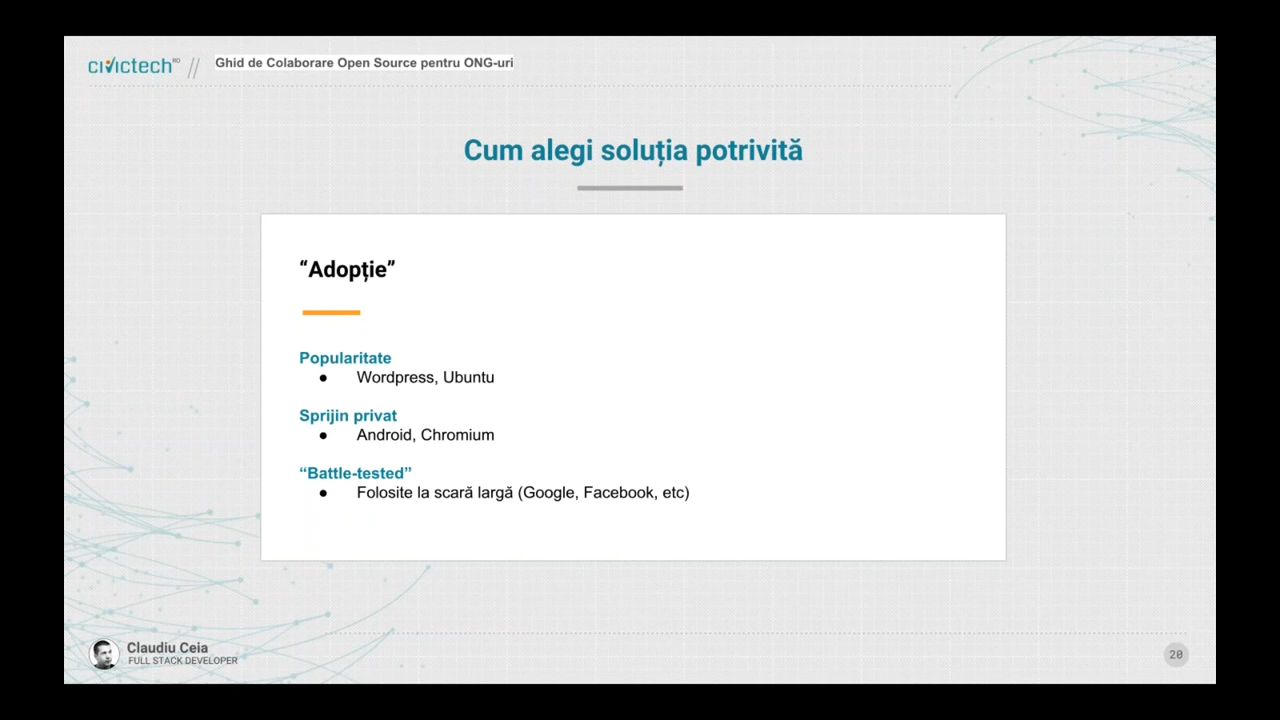 civictech RO // Ghid de Colaborare Open Source pentru ONG-uri
Cum alegi soluția potrivită
“Adopție”
Popularitate
● Wordpress, Ubuntu
Sprijin privat
● Android, Chromium
“Battle-tested”
● Folosite la scară largă (Google, Facebook, etc)
Claudiu Ceia
FULL STACK DEVELOPER
20